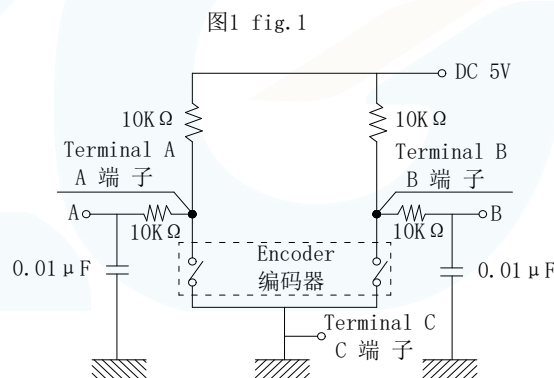 图1 fig.1
DC 5V
10KΩ
10KΩ
Terminal A
A 端 子
Terminal B
B 端 子
A
10KΩ
10KΩ
B
0.01μF
Encoder
编码器
0.01μF
Terminal C
C 端 子